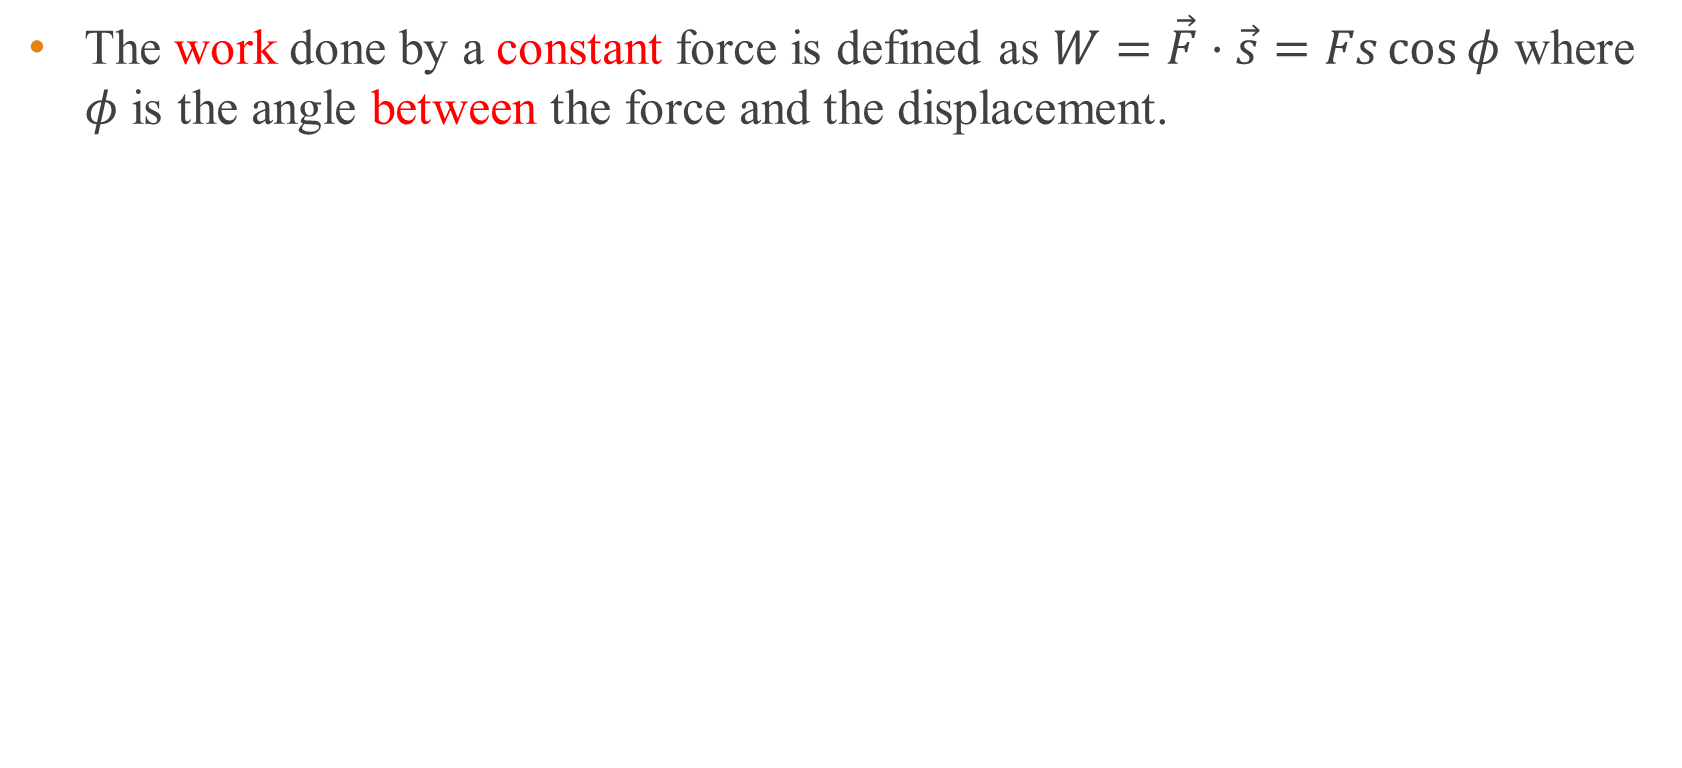 • The work done by a constant force is defined as 𝑊 = 𝐹⃗ · 𝑠⃗ = 𝐹𝑠 cos 𝜙 where
𝜙 is the angle between the force and the displacement.